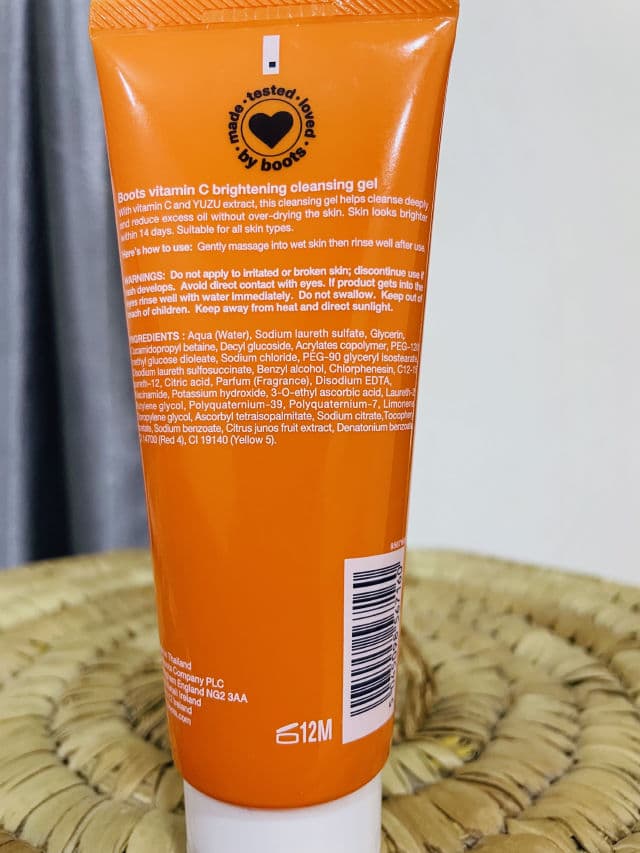 made · tested · loved
· by boots ·
Boots vitamin C brightening cleansing gel
With vitamin C and YUZU extract, this cleansing gel helps cleanse deeply
and reduce excess oil without over-drying the skin. Skin looks brighter
within 14 days. Suitable for all skin types.
Here's how to use: Gently massage into wet skin then rinse well after use
WARNINGS: Do not apply to irritated or broken skin; discontinue use if
rash develops. Avoid direct contact with eyes. If product gets into the
eyes rinse well with water immediately. Do not swallow. Keep out of
reach of children. Keep away from heat and direct sunlight.
INGREDIENTS : Aqua (Water), Sodium laureth sulfate, Glycerin,
Cocamidopropyl betaine, Decyl glucoside, Acrylates copolymer, PEG-120
methyl glucose dioleate, Sodium chloride, PEG-90 glyceryl isostearate,
Disodium laureth sulfosuccinate, Benzyl alcohol, Chlorphenesin, C12-15
Citric acid, Parfum (Fragrance), Disodium EDTA,
Niacinamide, Potassium hydroxide, 3-O-ethyl ascorbic acid, Laureth-2
Butylene glycol, Polyquaternium-39, Polyquaternium-7, Limonene
propylene glycol, Ascorbyl tetraisopalmitate, Sodium citrate, Tocopheryl
acetate, Sodium benzoate, Citrus junos fruit extract, Denatonium benzoate
CI 14700 (Red 4), CI 19140 (Yellow 5).
Thailand
Company PLC
England NG2 3AA
Ireland
Ireland
.com
12M